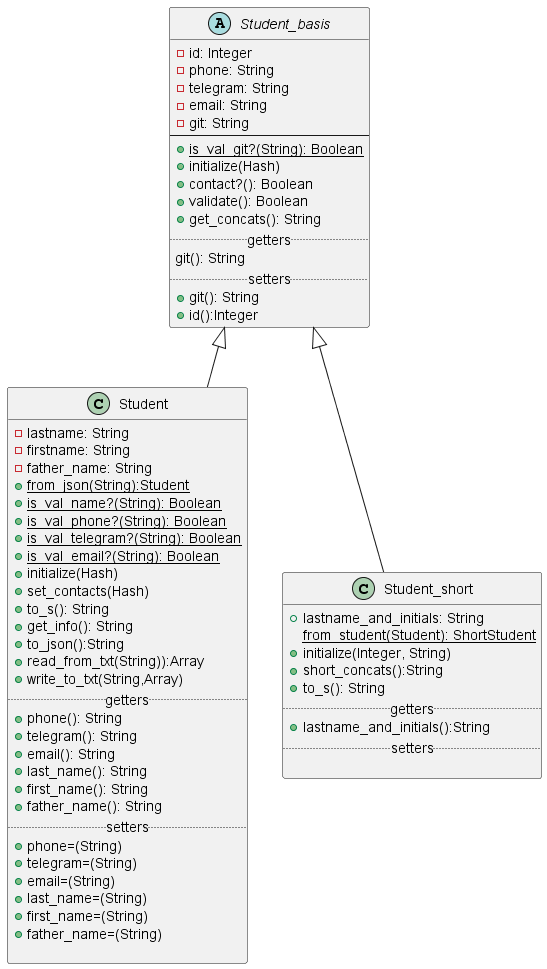 A Student_basis
id: Integer
phone: String
telegram: String
email: String
git: String
is_val_git?(String): Boolean
initialize(Hash)
contact?(): Boolean
validate(): Boolean
get_concats(): String
getters
git(): String
setters
git(): String
id():Integer
C Student
lastname: String
firstname: String
father_name: String
from_json(String):Student
is_val_name?(String): Boolean
is_val_phone?(String): Boolean
is_val_telegram?(String): Boolean
is_val_email?(String): Boolean
initialize(Hash)
set_contacts(Hash)
to_s(): String
get_info(): String
to_json():String
read_from_txt(String)):Array
write_to_txt(String,Array)
getters
phone(): String
telegram(): String
email(): String
last_name(): String
first_name(): String
father_name(): String
setters
phone=(String)
telegram=(String)
email=(String)
last_name=(String)
first_name=(String)
father_name=(String)
C Student_short
lastname_and_initials: String
from_student(Student): ShortStudent
initialize(Integer, String)
short_concats():String
to_s(): String
getters
lastname_and_initials():String
setters